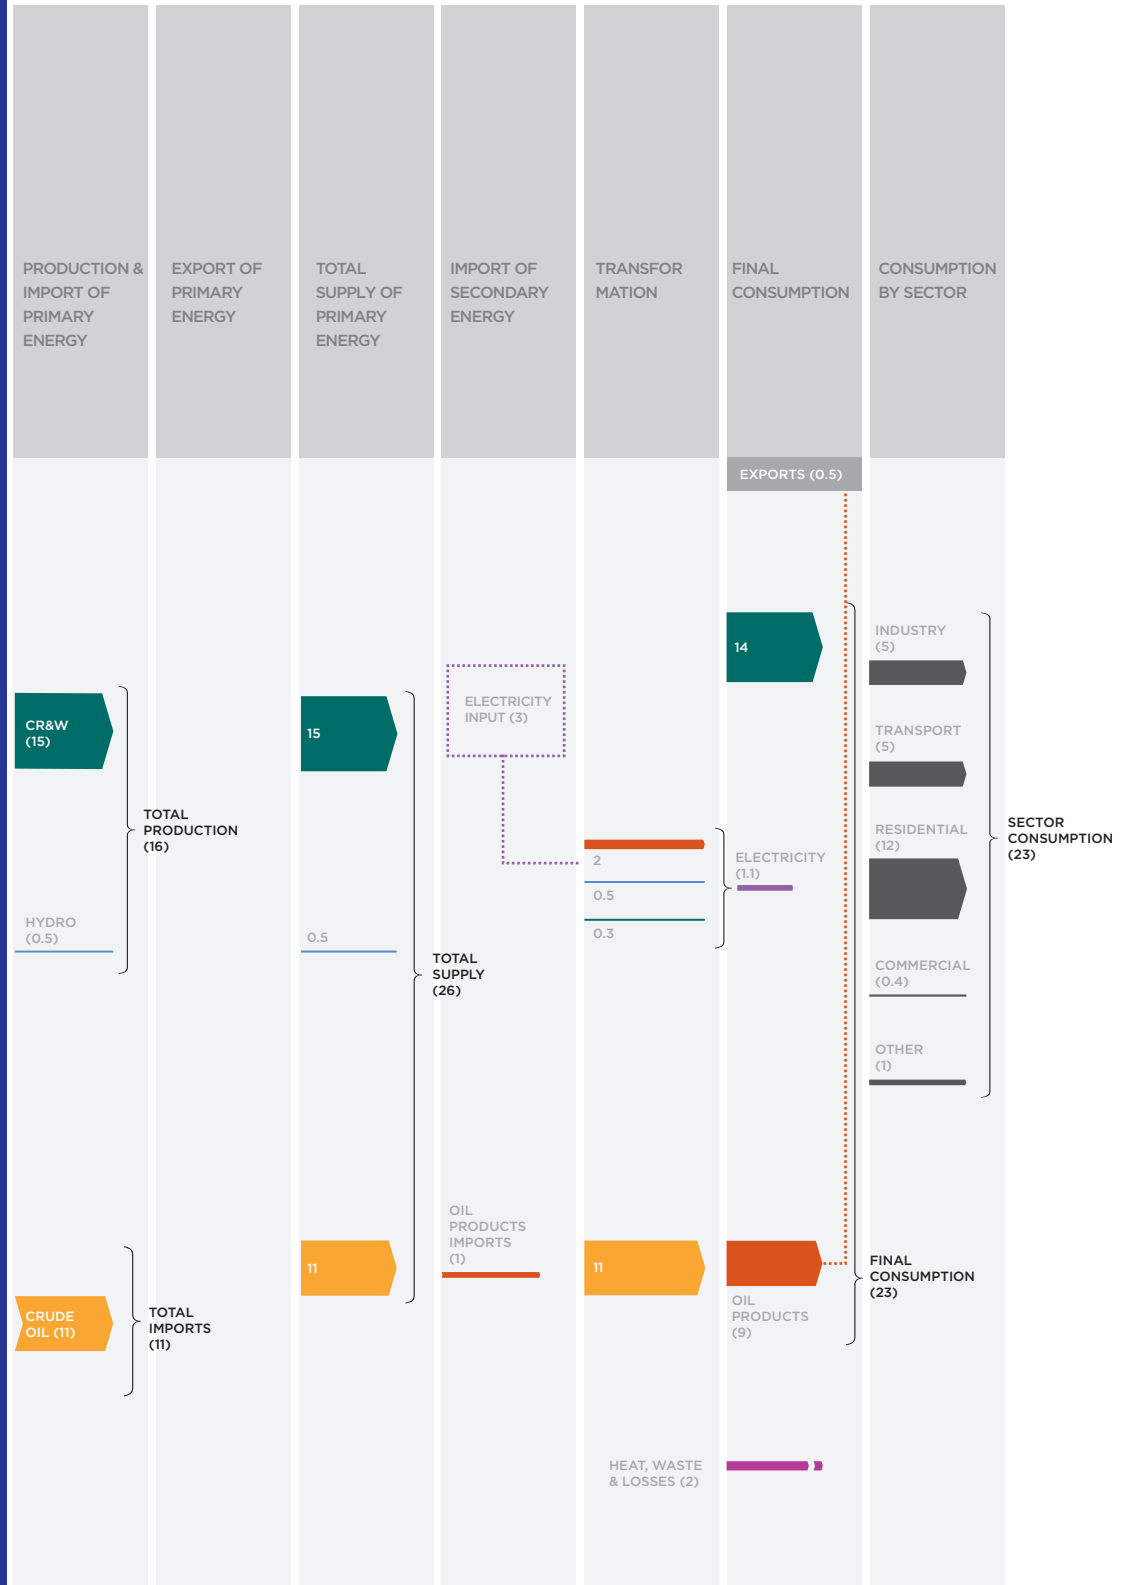 PRODUCTION &
IMPORT OF
PRIMARY
ENERGY
EXPORT OF
PRIMARY
ENERGY
TOTAL
SUPPLY OF
PRIMARY
ENERGY
IMPORT OF
SECONDARY
ENERGY
TRANSFOR
MATION
FINAL
CONSUMPTION
CONSUMPTION
BY SECTOR
EXPORTS (0.5)
CR&W
(15)
HYDRO
(0.5)
TOTAL
PRODUCTION
(16)
CRUDE
OIL (11)
TOTAL
IMPORTS
(11)
15
0.5
11
TOTAL
SUPPLY
(26)
ELECTRICITY
INPUT (3)
OIL
PRODUCTS
IMPORTS
(1)
2
0.5
0.3
11
14
ELECTRICITY
(1.1)
OIL
PRODUCTS
(9)
HEAT, WASTE
& LOSSES (2)
FINAL
CONSUMPTION
(23)
INDUSTRY
(5)
TRANSPORT
(5)
RESIDENTIAL
(12)
COMMERCIAL
(0.4)
OTHER
(1)
SECTOR
CONSUMPTION
(23)